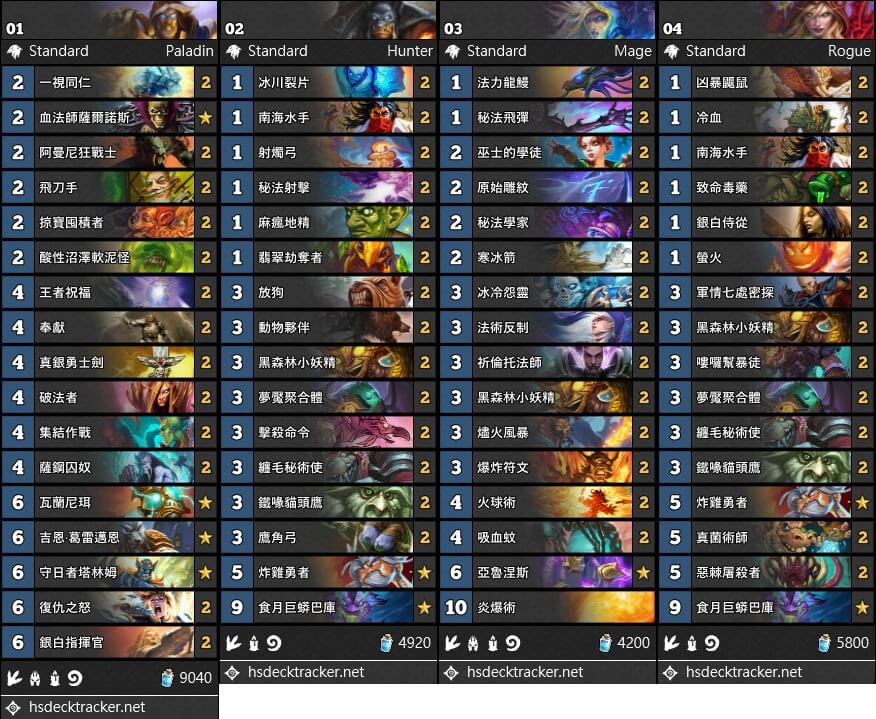 01
Standard Paladin
2 一視同仁 2
2 血法師薩爾諾斯 ★
2 阿曼尼狂戰士 2
2 飛刀手 2
2 掠寶囤積者 2
2 酸性沼澤軟泥怪 2
4 王者祝福 2
4 奉獻 2
4 真銀勇士劍 2
4 破法者 2
4 集結作戰 2
4 薩鋼囚奴 2
6 瓦蘭尼珥 ★
6 吉恩·葛雷邁恩 ★
6 守日者塔林姆 ★
6 復仇之怒 2
6 銀白指揮官 2
9040
hsdecktracker.net
02
Standard Hunter
1 冰川裂片 2
1 南海水手 2
1 射燭弓 2
1 秘法射擊 2
1 麻瘋地精 2
1 翡翠劫奪者 2
3 放狗 2
3 動物夥伴 2
3 黑森林小妖精 2
3 夢魘聚合體 2
3 擊殺命令 2
3 纏毛秘術使 2
3 鐵喙貓頭鷹 2
3 鷹角弓 2
5 炸雞勇者 ★
9 食月巨蟒巴庫 ★
4920
hsdecktracker.net
03
Standard Mage
1 法力龍鰻 2
1 秘法飛彈 2
2 巫士的學徒 2
2 原始雕紋 2
2 秘法學家 2
2 寒冰箭 2
3 冰冷怨靈 2
3 法術反制 2
3 祈倫托法師 2
3 黑森林小妖精 2
3 燼火風暴 2
3 爆炸符文 2
4 火球術 2
4 吸血蚊 2
6 亞魯涅斯 ★
10 炎爆術
4200
hsdecktracker.net
04
Standard Rogue
1 凶暴鼴鼠 2
1 冷血 2
1 南海水手 2
1 致命毒藥 2
1 銀白侍從 2
1 螢火 2
3 軍情七處密探 2
3 黑森林小妖精 2
3 嘍囉幫暴徒 2
3 夢魘聚合體 2
3 纏毛秘術使 2
3 鐵喙貓頭鷹 2
5 炸雞勇者 ★
5 真菌術師 2
5 惡棘屠殺者 2
9 食月巨蟒巴庫 ★
5800
hsdecktracker.net